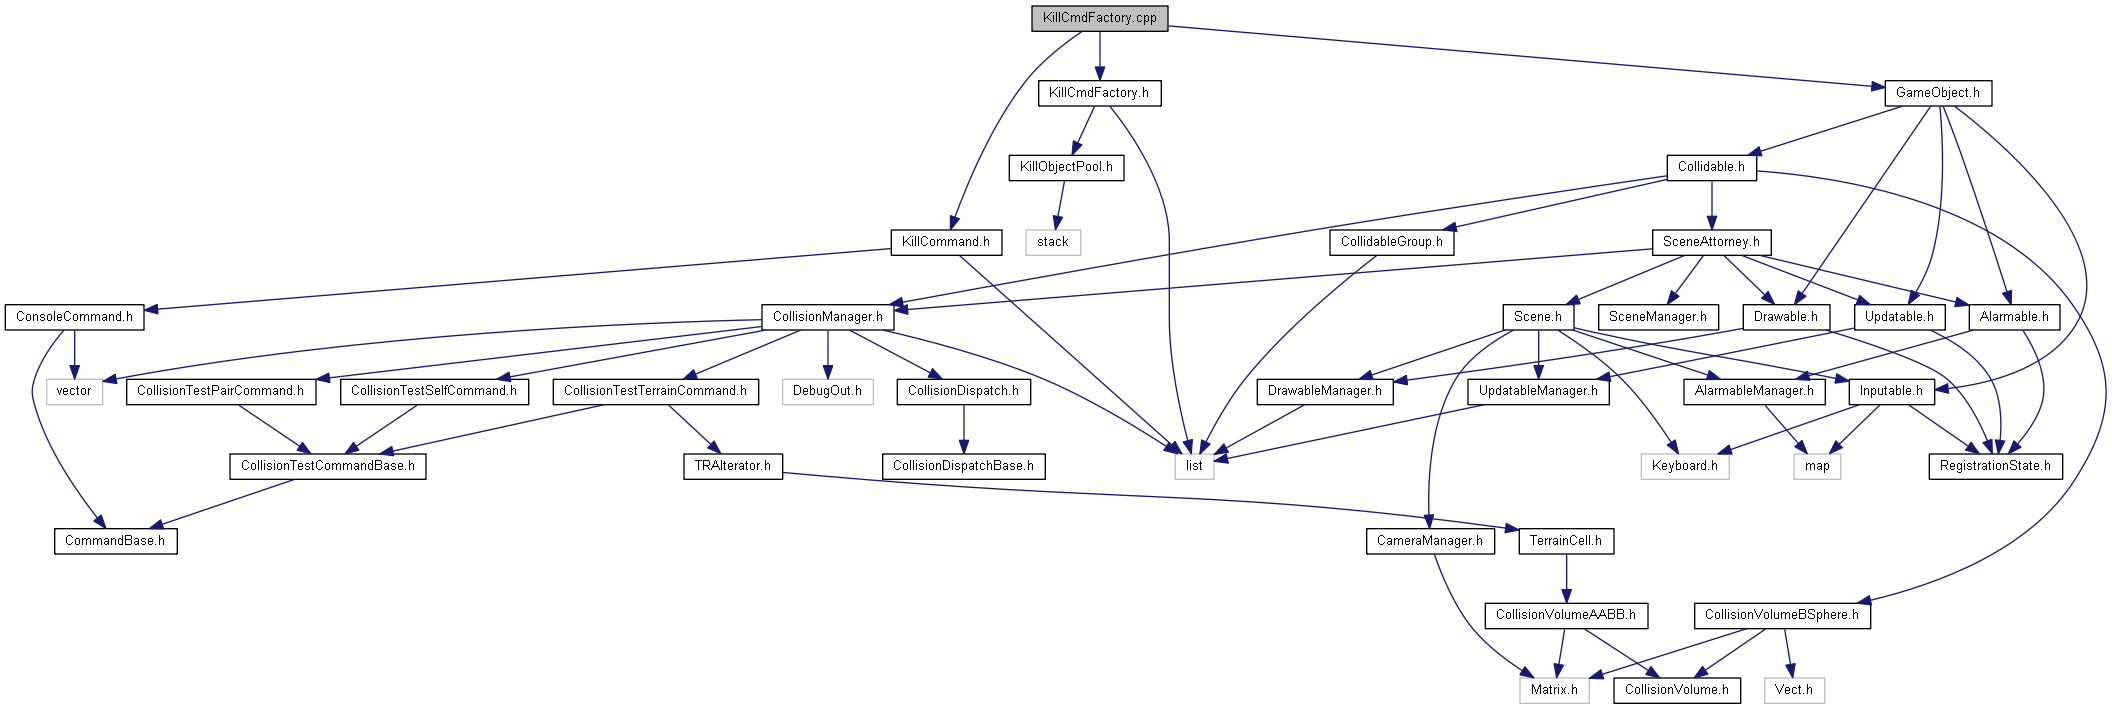 KillCmdFactory.cpp
KillCmdFactory.h
GameObject.h
KillObjectPool.h
Collidable.h
KillCommand.h
stack
CollidableGroup.h
SceneAttorney.h
ConsoleCommand.h
CollisionManager.h
Scene.h
SceneManager.h
Drawable.h
Updatable.h
Alarmable.h
vector
CollisionTestPairCommand.h
CollisionTestSelfCommand.h
CollisionTestTerrainCommand.h
DebugOut.h
CollisionDispatch.h
DrawableManager.h
UpdatableManager.h
AlarmableManager.h
Inputable.h
CollisionTestCommandBase.h
TRAIterator.h
CollisionDispatchBase.h
list
Keyboard.h
map
RegistrationState.h
CommandBase.h
CameraManager.h
TerrainCell.h
CollisionVolumeAABB.h
CollisionVolumeBSphere.h
Matrix.h
CollisionVolume.h
Vect.h